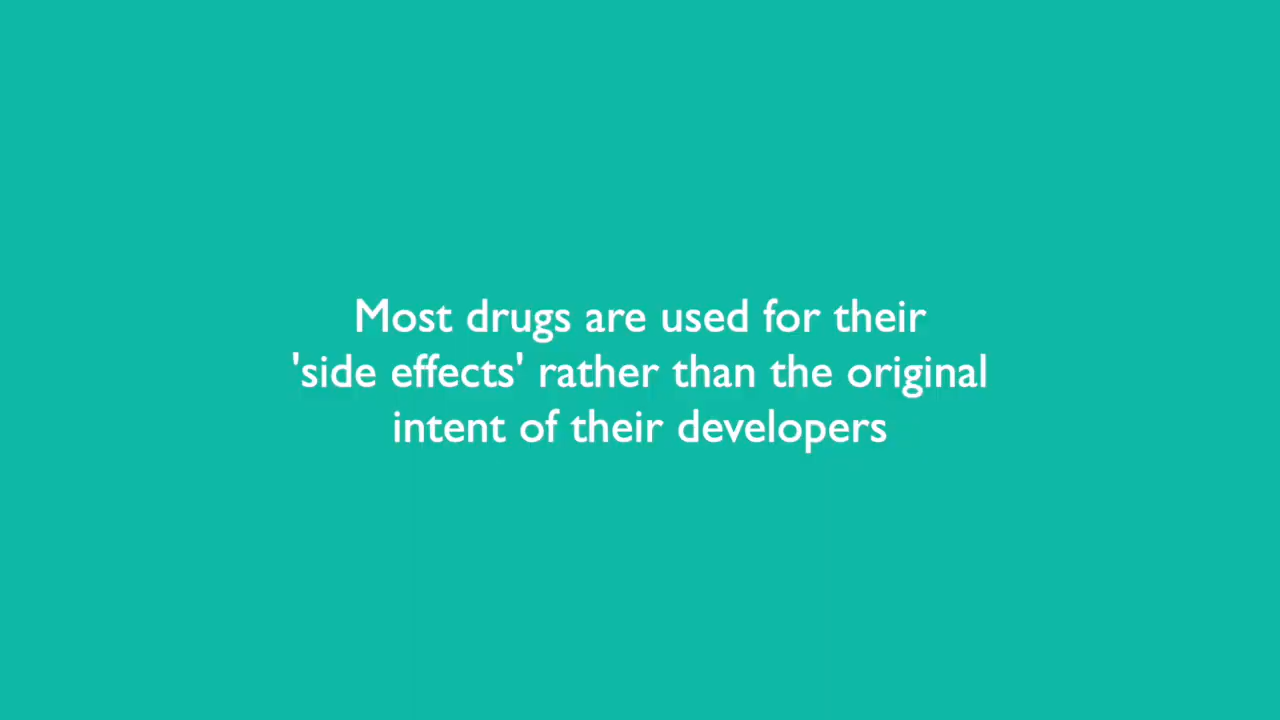 Most drugs are used for their
'side effects' rather than the original
intent of their developers